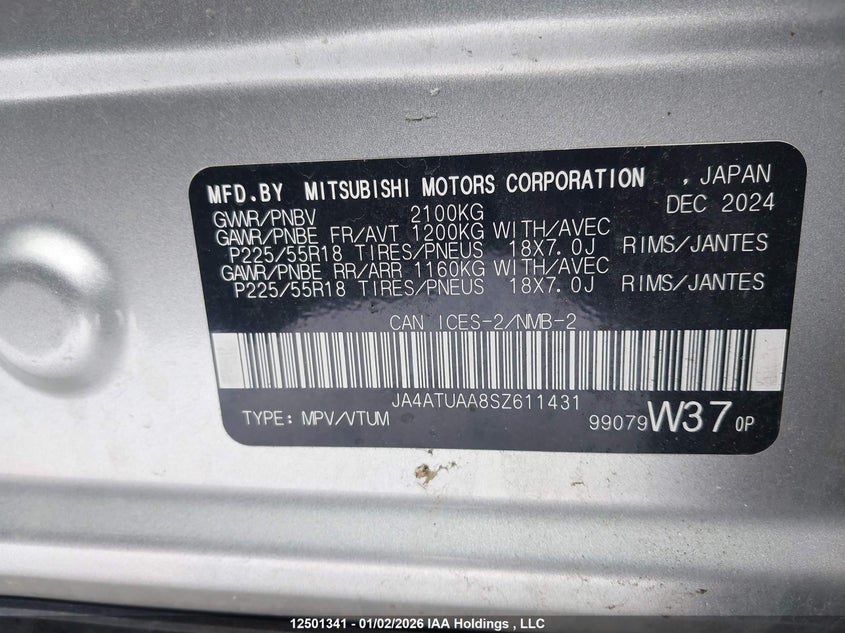 MFD.BY MITSUBISHI MOTORS CORPORATION , JAPAN
GVWR/PNBV 2100KG DEC 2024
GAWR/PNBE FR/AVT 1200KG WITH/AVEC
P225/55R18 TIRES/PNEUS 18X7.0J RIMS/JANTES
GAWR/PNBE RR/ARR 1160KG WITH/AVEC
P225/55R18 TIRES/PNEUS 18X7.0J RIMS/JANTES
CAN ICES-2/NMB-2
JA4ATUAA8SZ611431
TYPE: MPV/VTUM 99079W37 0P
12501341 - 01/02/2026 IAA Holdings , LLC